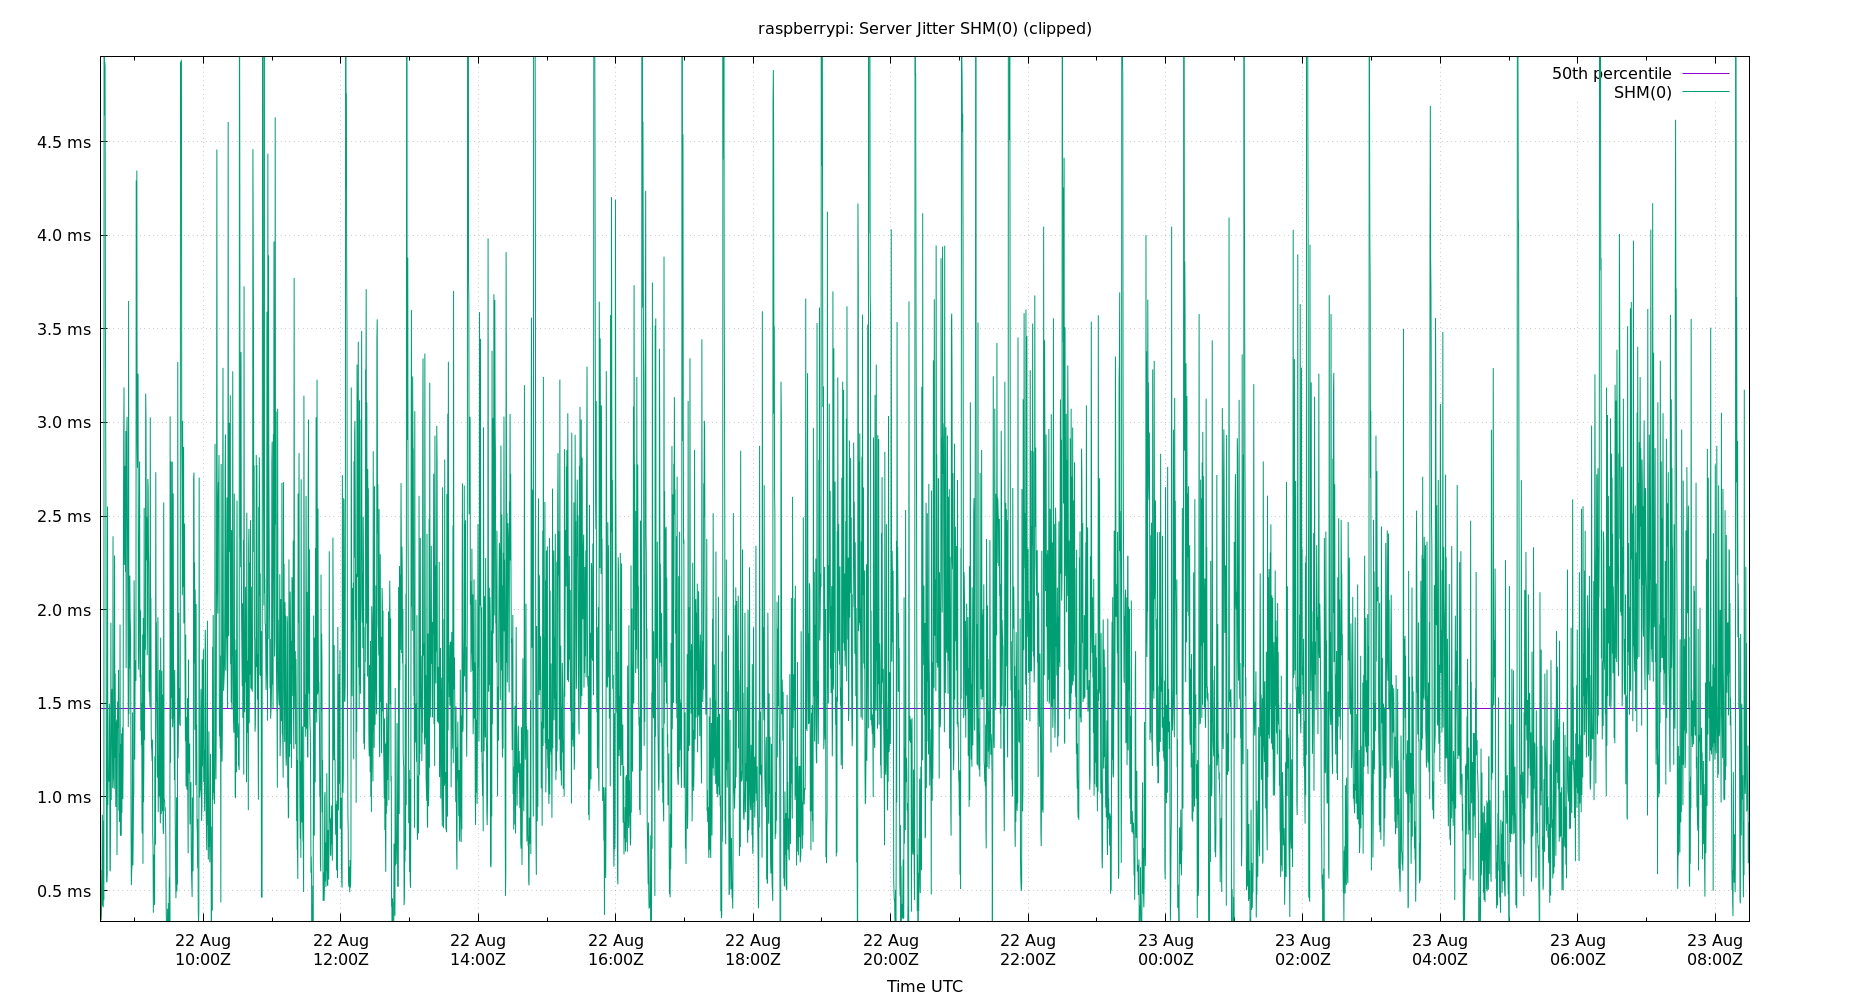 raspberrypi: Server Jitter SHM(0) (clipped)
50th percentile
SHM(0)
4.5 ms
4.0 ms
3.5 ms
3.0 ms
2.5 ms
2.0 ms
1.5 ms
1.0 ms
0.5 ms
22 Aug 22 Aug 22 Aug 22 Aug 22 Aug 22 Aug 22 Aug 23 Aug 23 Aug 23 Aug 23 Aug 23 Aug
10:00Z 12:00Z 14:00Z 16:00Z 18:00Z 20:00Z 22:00Z 00:00Z 02:00Z 04:00Z 06:00Z 08:00Z
Time UTC